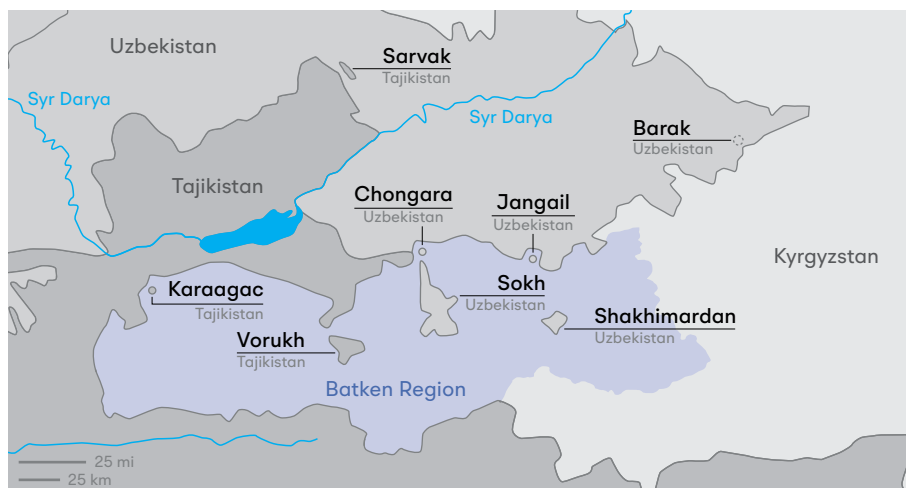 Uzbekistan
Sarvak
Tajikistan
Syr Darya
Syr Darya
Barak
Uzbekistan
Tajikistan
Chongara
Uzbekistan
Jangail
Uzbekistan
Kyrgyzstan
Karaagac
Tajikistan
Sokh
Uzbekistan
Shakhimardan
Uzbekistan
Vorukh
Tajikistan
Batken Region
25 mi
25 km